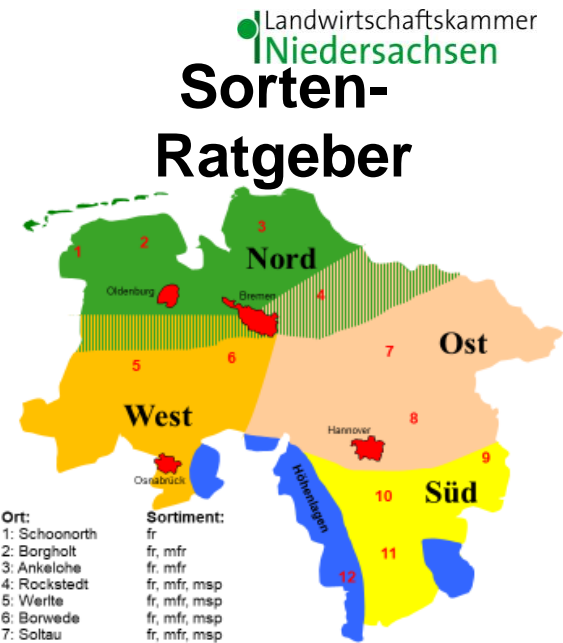 Landwirtschaftskammer
Niedersachsen
Sorten-
Ratgeber
3
2
1
Nord
Oldenburg
Bremen
4
Ost
7
6
5
West
8
Hannover
9
Osnabrück
Höhenlagen
10
Süd
11
12
Ort: Sortiment:
1: Schoonorth fr
2: Borgholt fr, mfr
3: Ankelohe fr. mfr
4: Rockstedt fr, mfr, msp
5: Werlte fr, mfr, msp
6: Borwede fr, mfr, msp
7: Soltau fr, mfr, msp